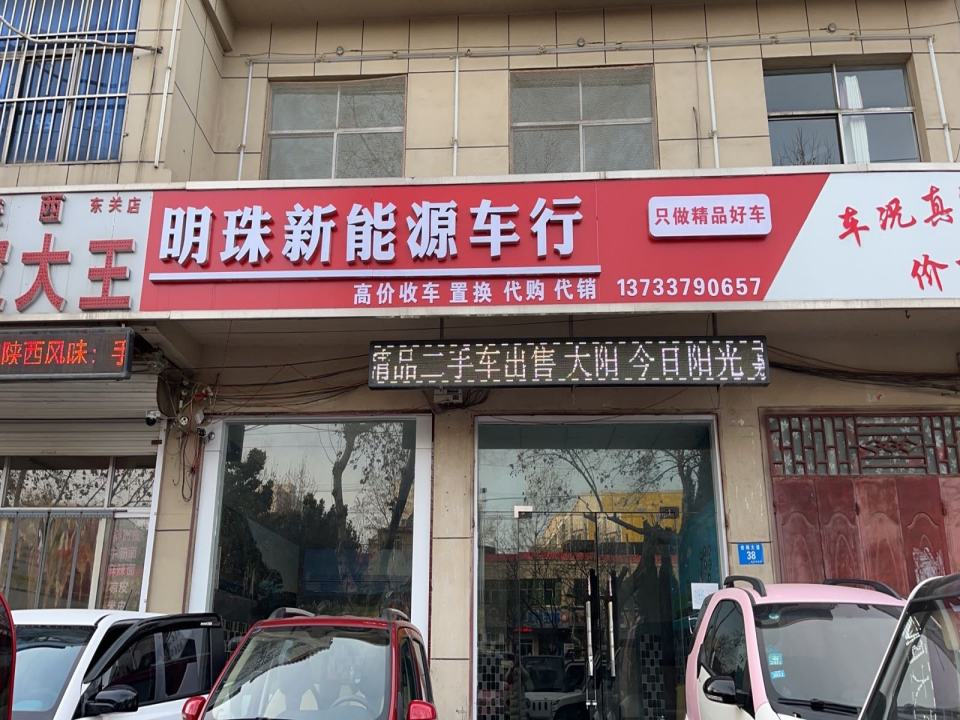 西 东关店
大王
明珠新能源车行
只做精品好车
高价收车 置换 代购 代销 13733790657
车况真
价
陕西风味：手
精品二手车出售 大阳 今日阳光
38